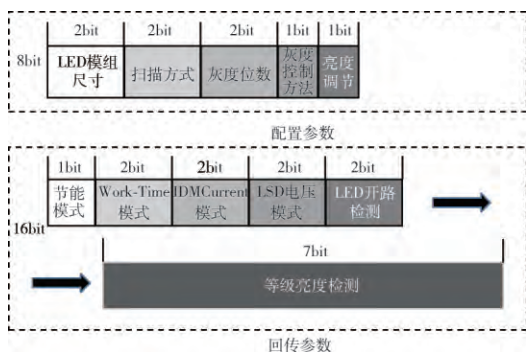 2bit 2bit 2bit 1bit 1bit
8bit
LED模组 扫描方式 灰度位数 灰度 亮度
尺寸 控制 调节
方法
配置参数
1bit 2bit 2bit 2bit 2bit
节能 Work-Time IDMCurrent LSD电压 LED开路
模式 模式 模式 模式 检测
16bit
7bit
等级亮度检测
回传参数